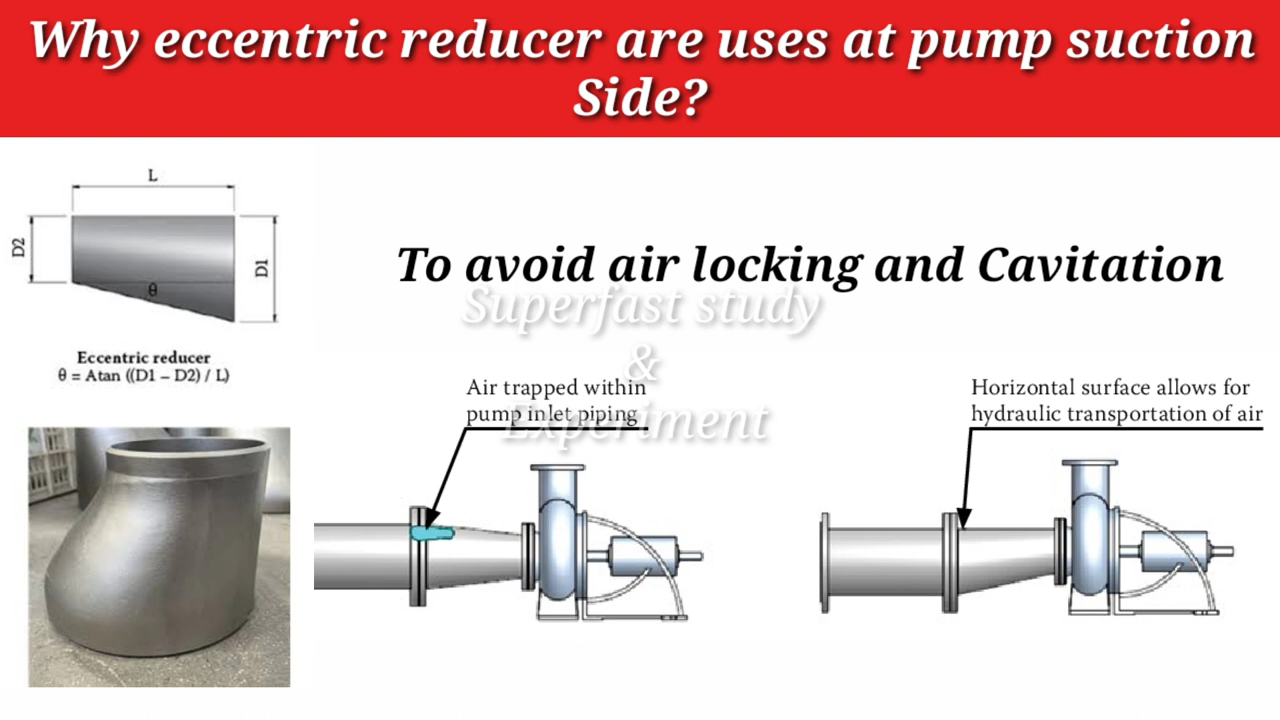 Why eccentric reducer are uses at pump suction
Side?
L
D2
D1
θ
Eccentric reducer
θ = Atan ((D1 – D2) / L)
To avoid air locking and Cavitation
Superfast study
&
Experiment
Air trapped within
pump inlet piping
Horizontal surface allows for
hydraulic transportation of air